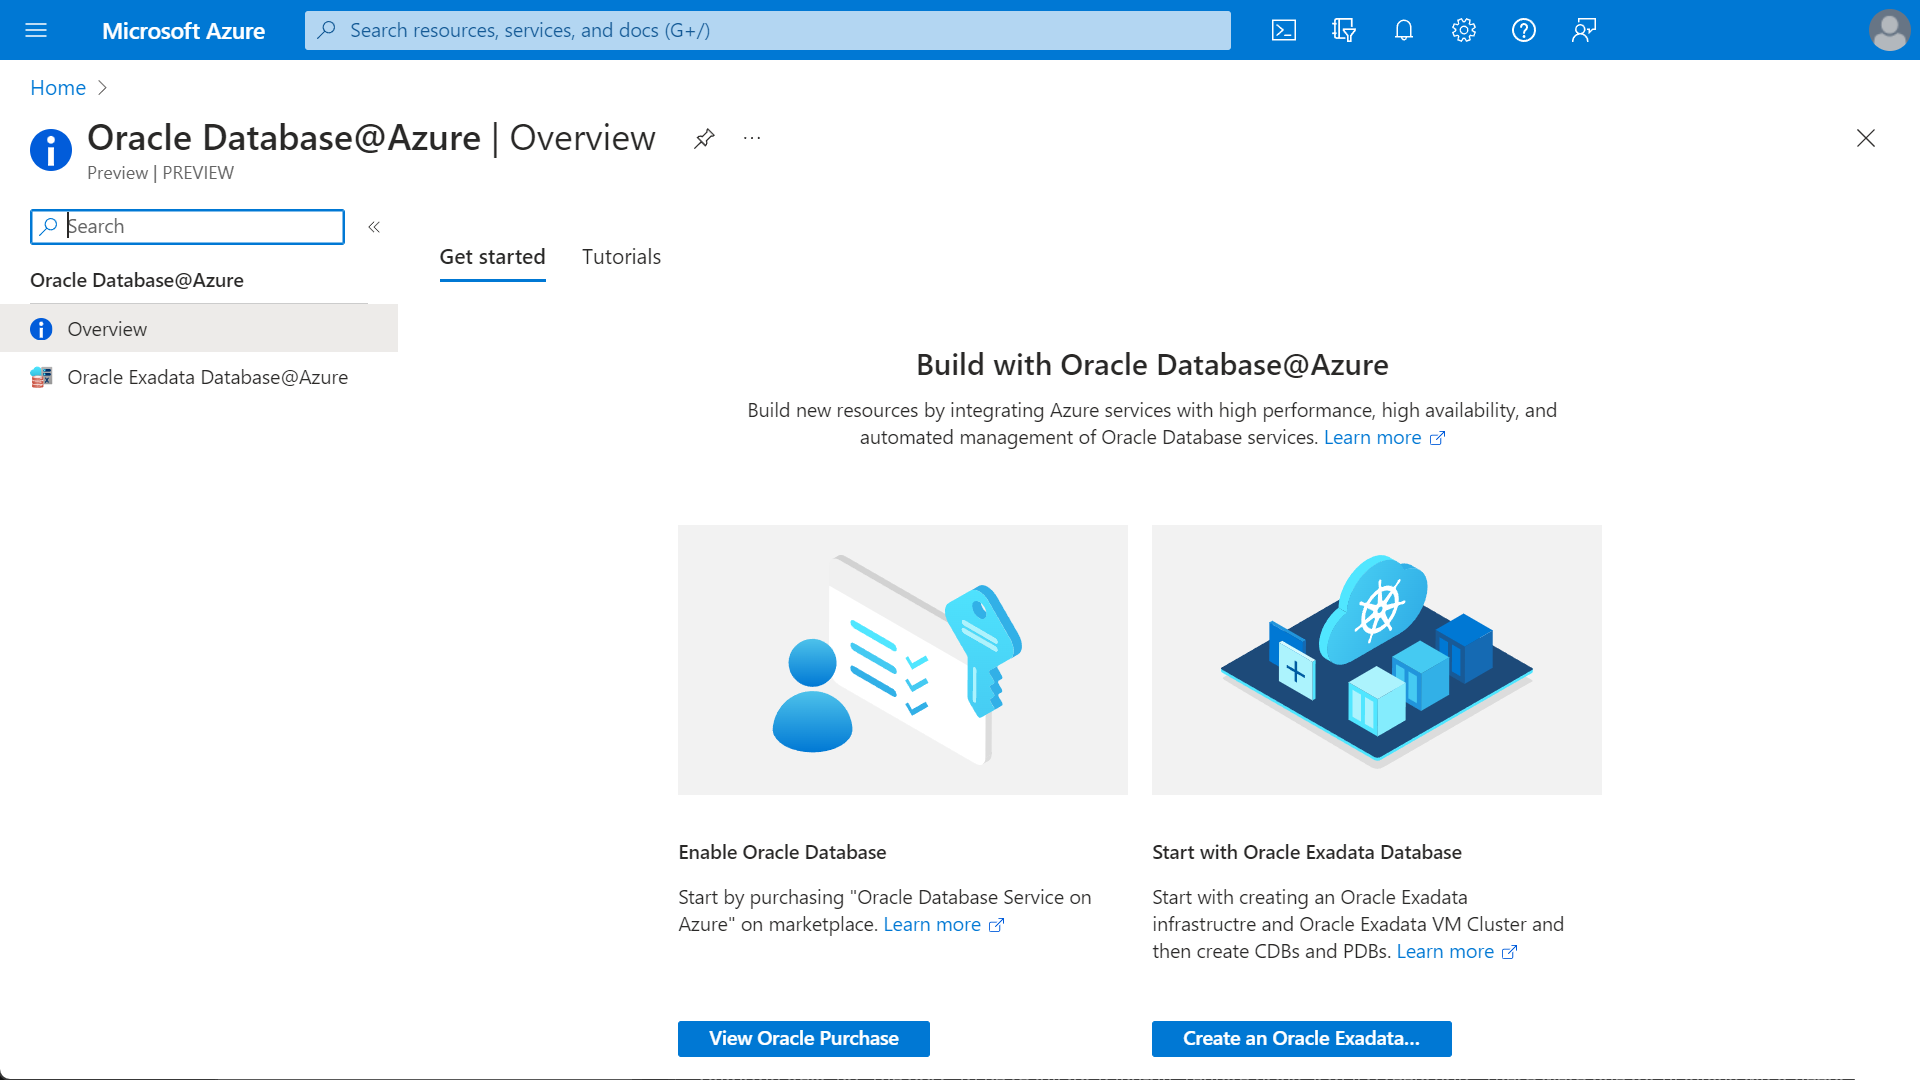 Microsoft Azure
Search resources, services, and docs (G+/)
Home
Oracle Database@Azure | Overview
Preview | PREVIEW
Search
Oracle Database@Azure
Overview
Oracle Exadata Database@Azure
Get started
Tutorials
Build with Oracle Database@Azure
Build new resources by integrating Azure services with high performance, high availability, and
automated management of Oracle Database services. Learn more
Enable Oracle Database
Start by purchasing "Oracle Database Service on
Azure" on marketplace. Learn more
View Oracle Purchase
Start with Oracle Exadata Database
Start with creating an Oracle Exadata
infrastructre and Oracle Exadata VM Cluster and
then create CDBs and PDBs. Learn more
Create an Oracle Exadata...